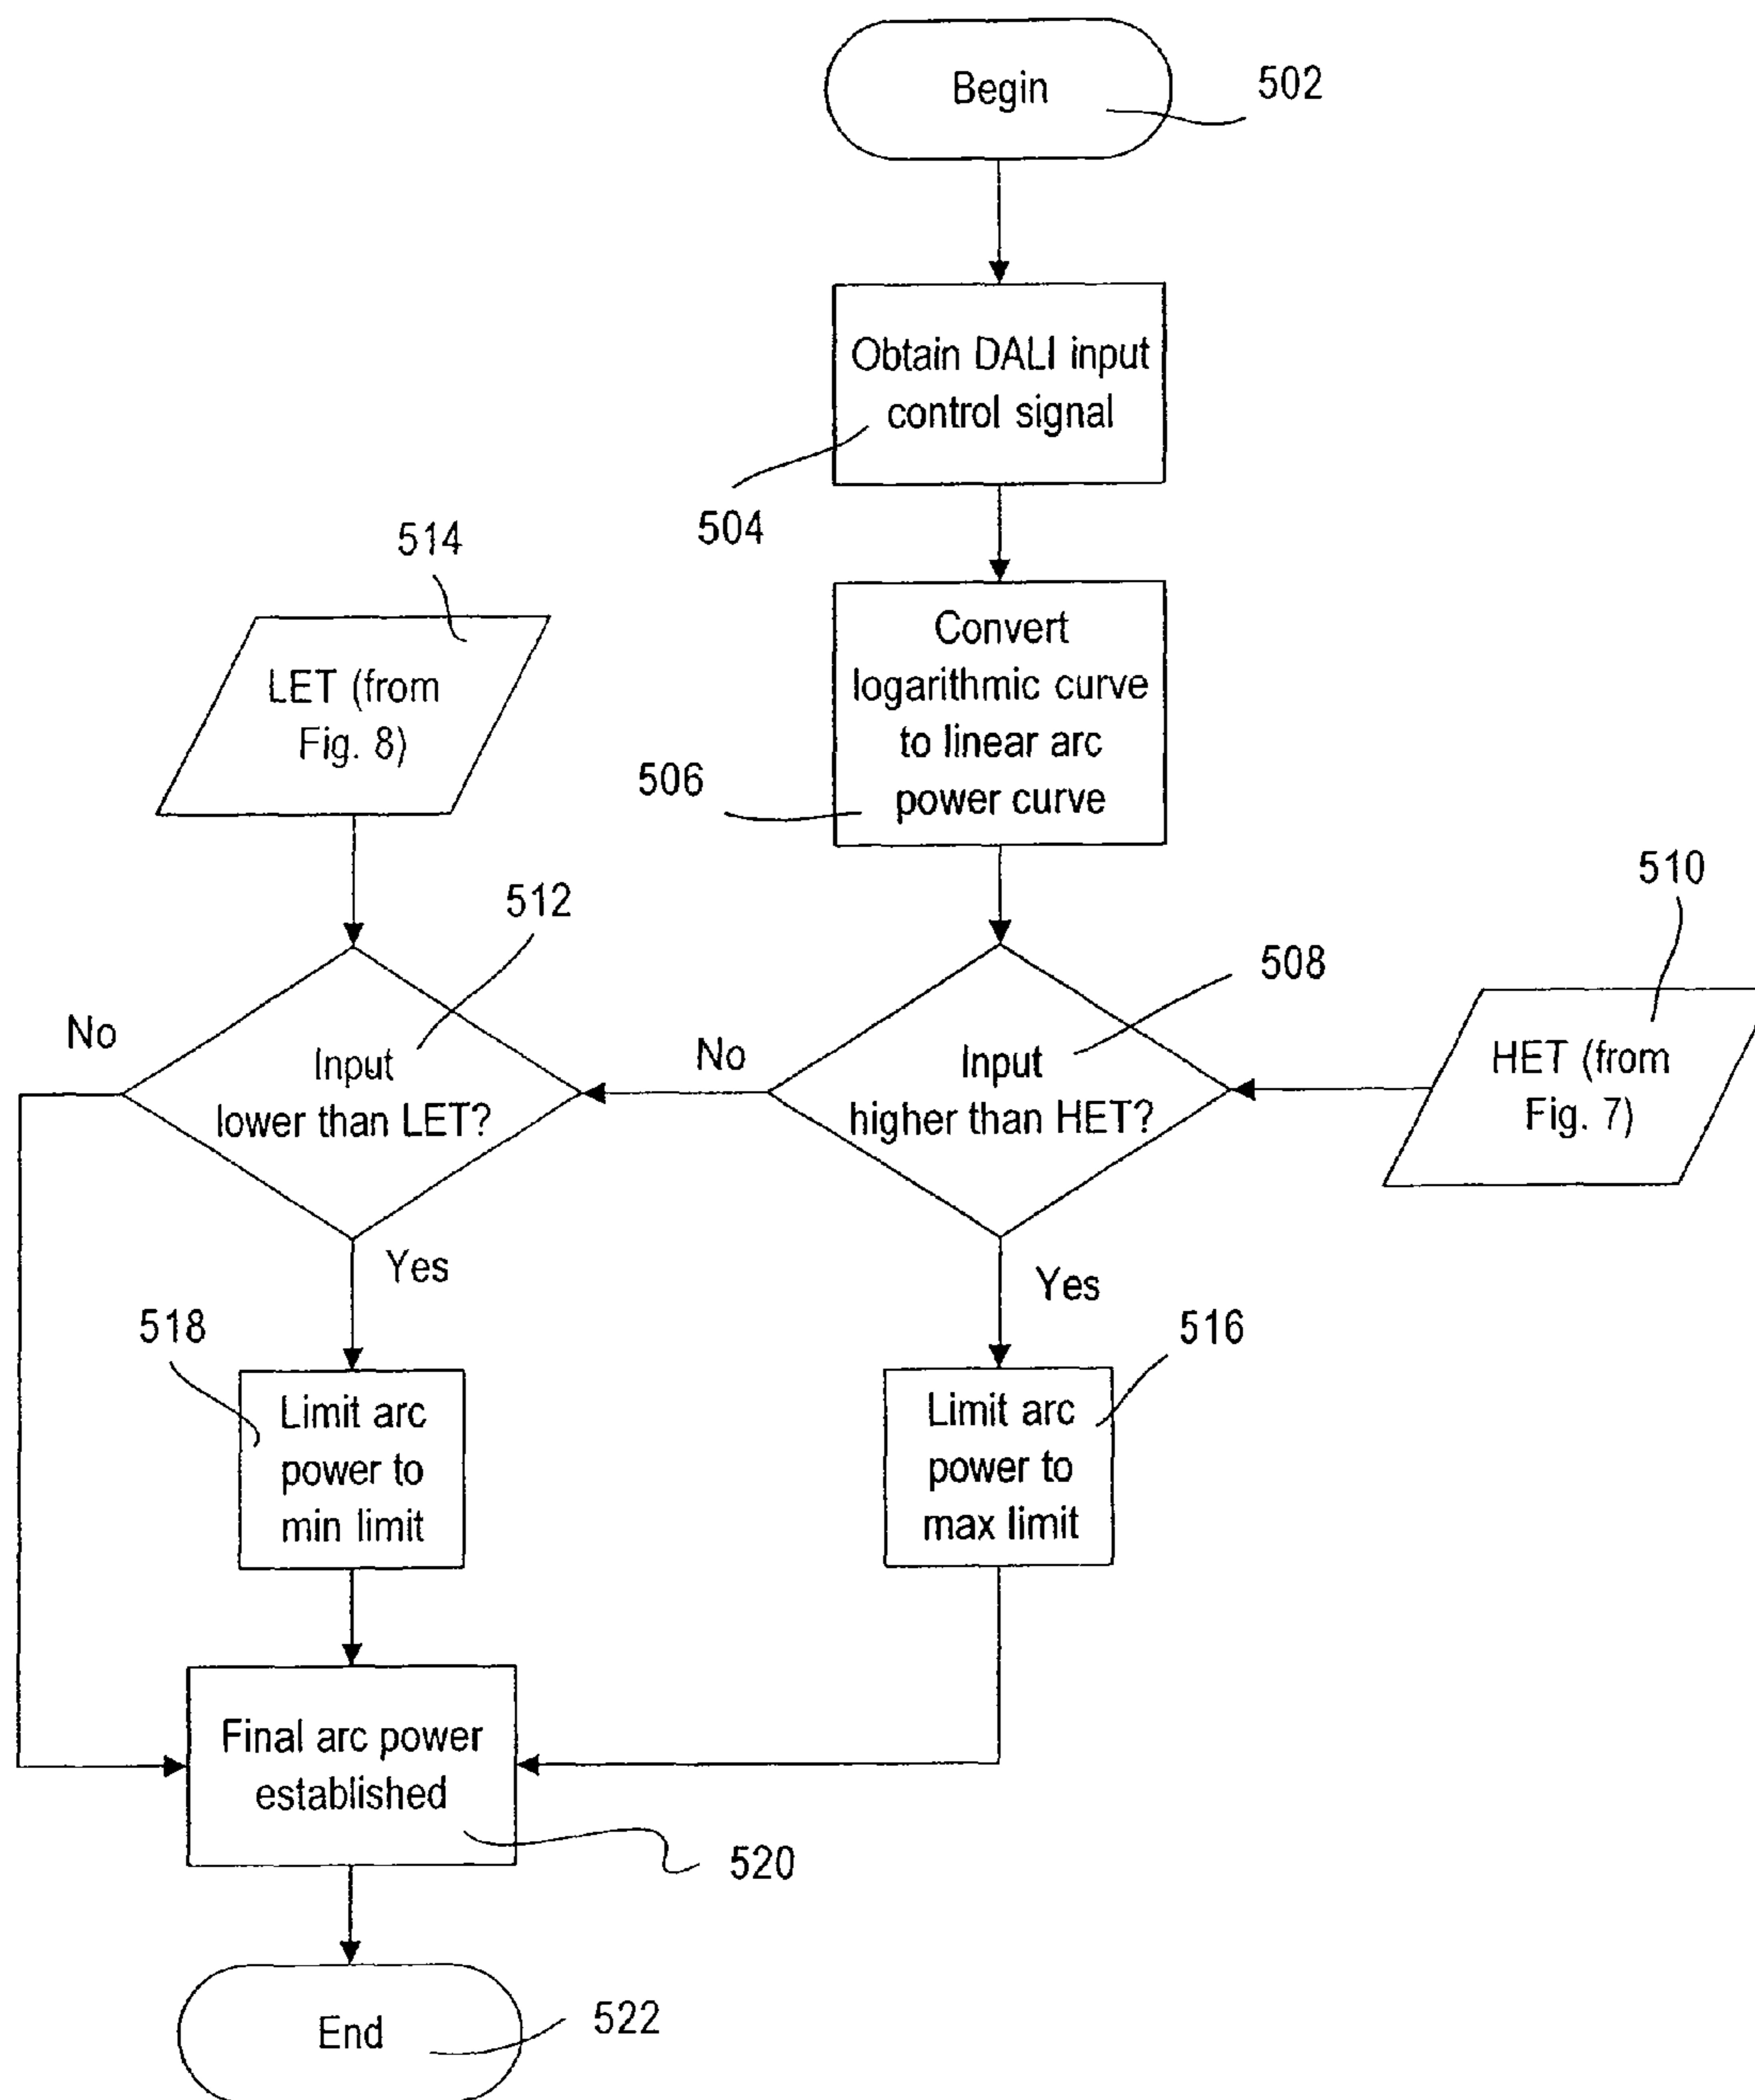 Begin
502
Obtain DALI input
control signal
504
514
Convert
logarithmic curve
to linear arc
power curve
506
LET (from
Fig. 8)
510
512
508
No
Input
lower than LET?
No
Input
higher than HET?
HET (from
Fig. 7)
Yes
Yes
518
516
Limit arc
power to
min limit
Limit arc
power to
max limit
Final arc power
established
520
End
522